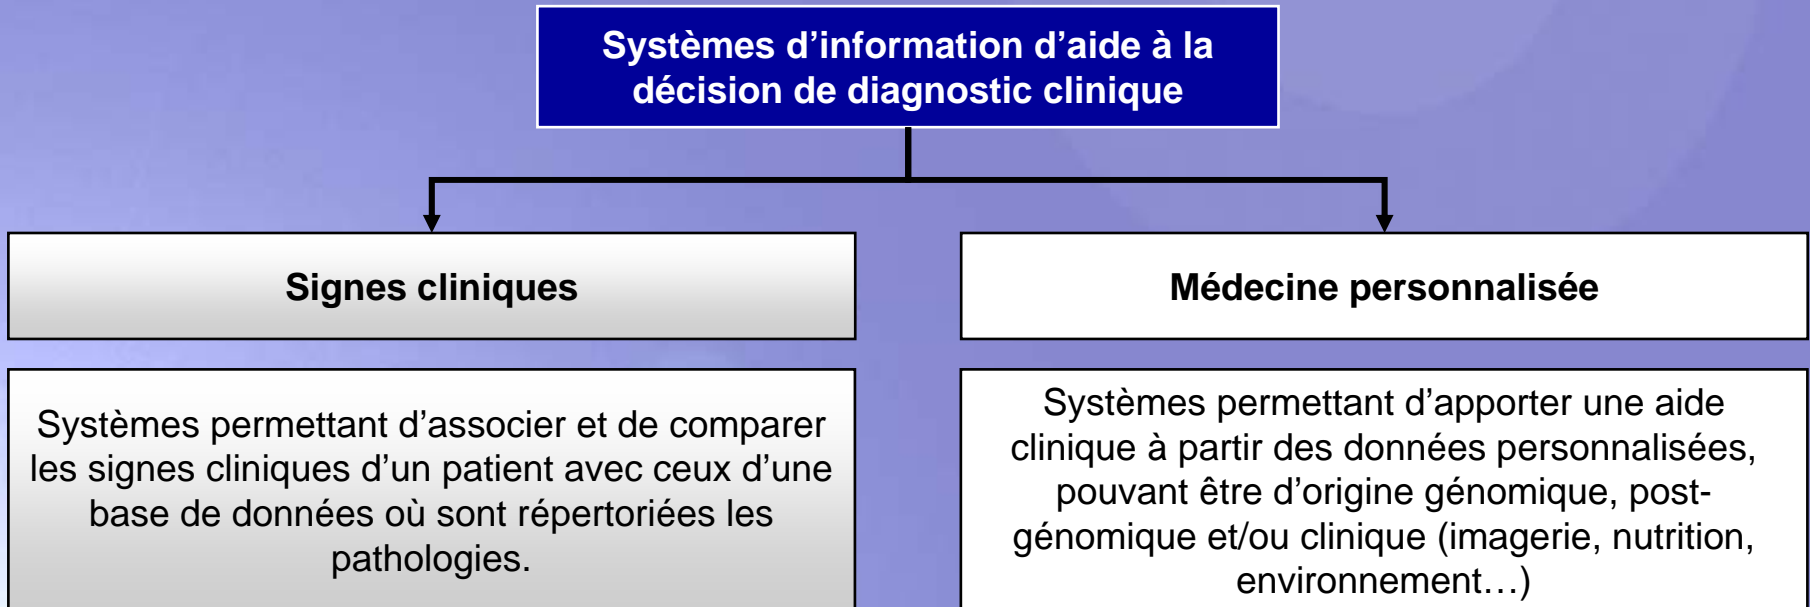 Systèmes d’information d’aide à la
décision de diagnostic clinique
Signes cliniques
Systèmes permettant d’associer et de comparer
les signes cliniques d’un patient avec ceux d’une
base de données où sont répertoriées les
pathologies.
Médecine personnalisée
Systèmes permettant d’apporter une aide
clinique à partir des données personnalisées,
pouvant être d’origine génomique, post-
génomique et/ou clinique (imagerie, nutrition,
environnement…)